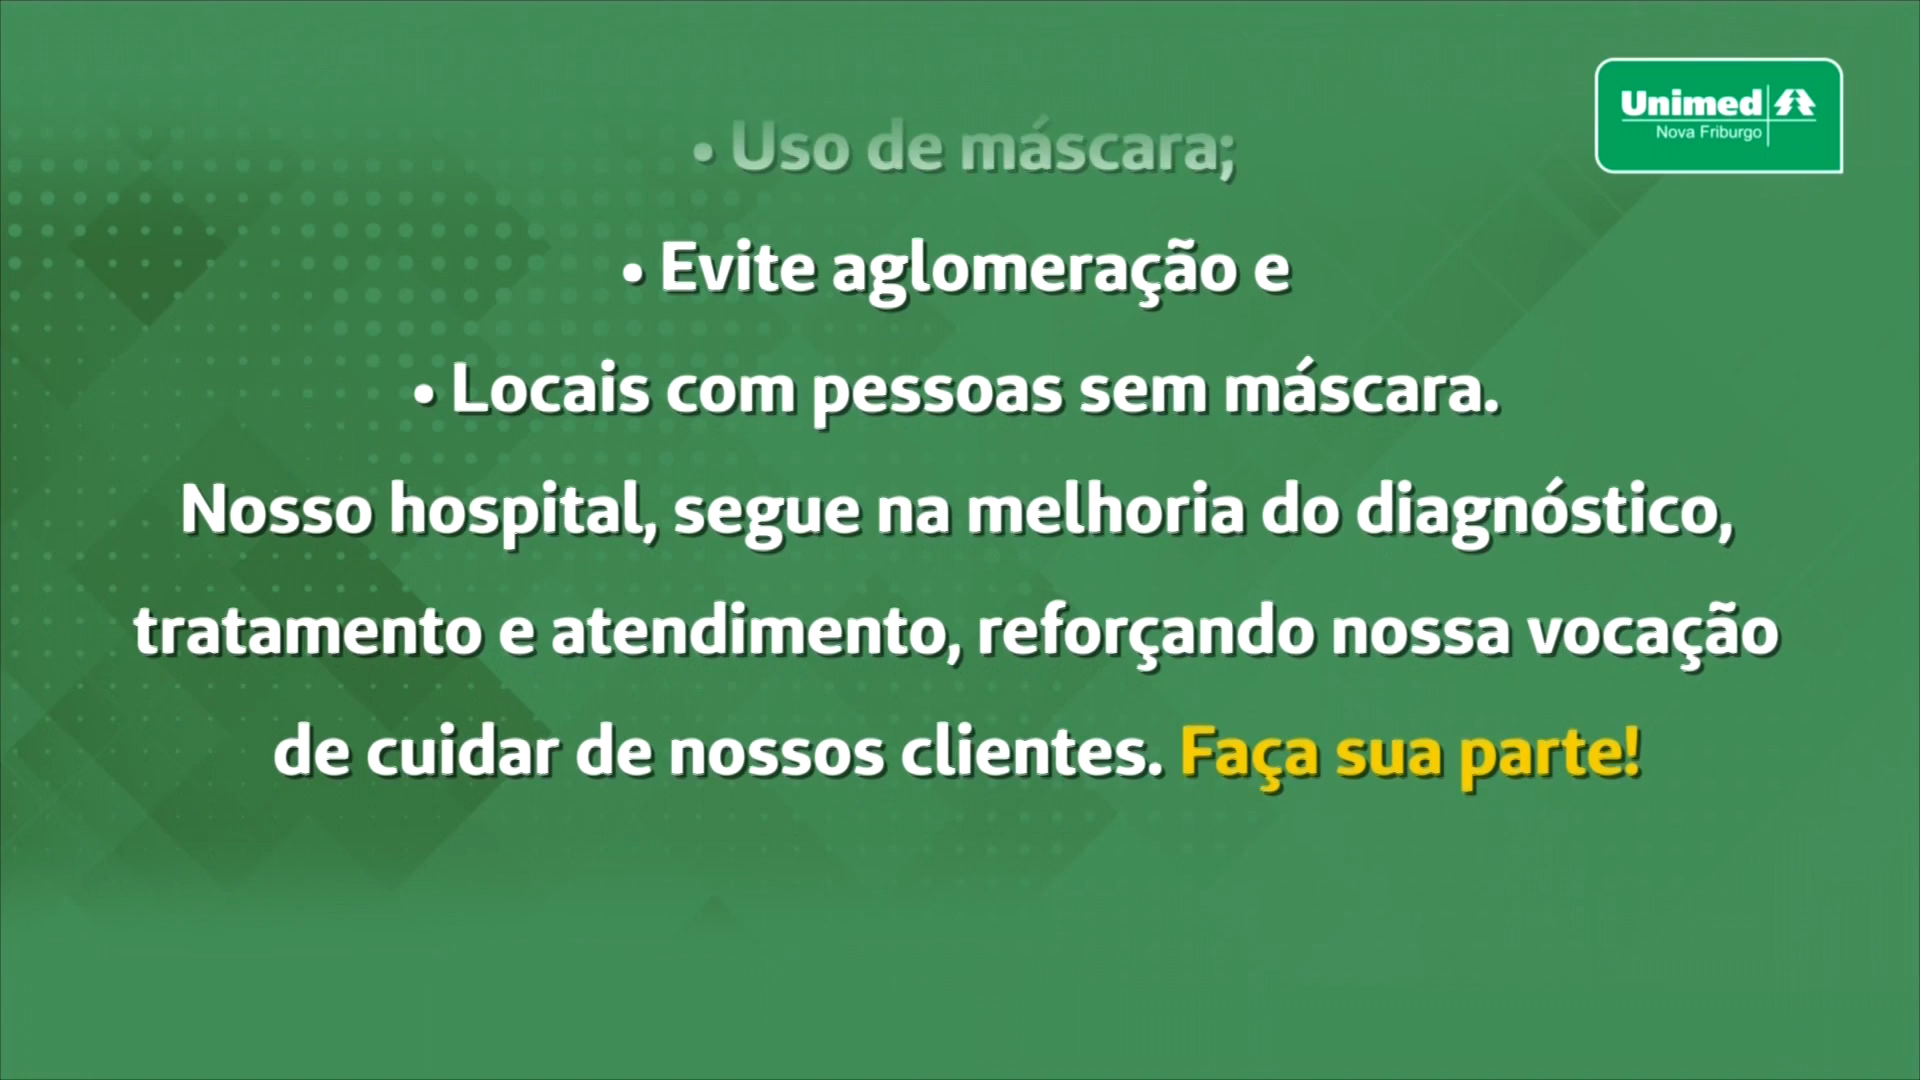 Unimed
Nova Friburgo
• Uso de máscara;
• Evite aglomeração e
• Locais com pessoas sem máscara.
Nosso hospital, segue na melhoria do diagnóstico,
tratamento e atendimento, reforçando nossa vocação
de cuidar de nossos clientes. Faça sua parte!